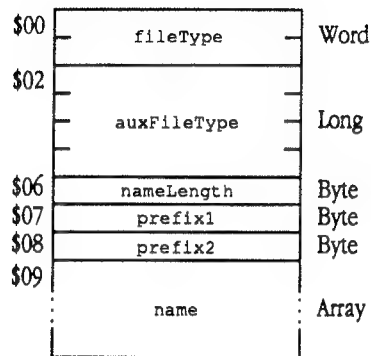 $00 fileType Word
$02
auxFileType Long
$06 nameLength Byte
$07 prefix1 Byte
$08 prefix2 Byte
$09
name Array